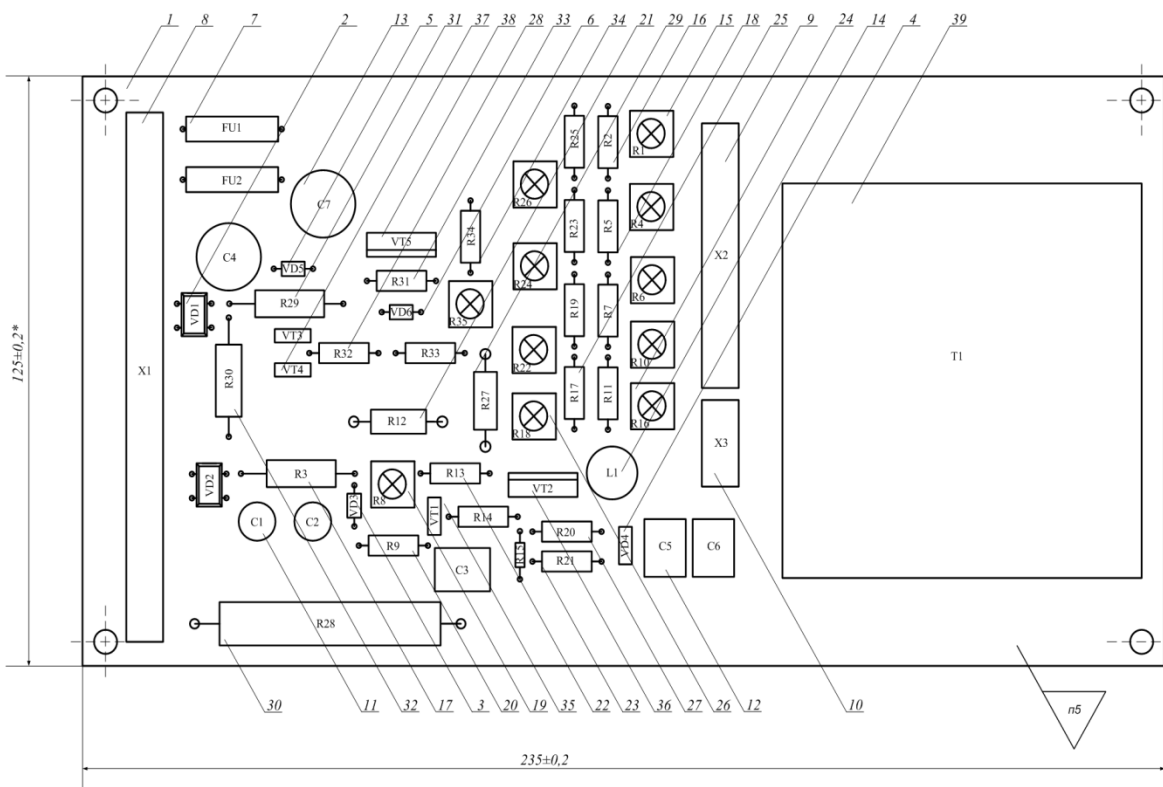 1 8 7 2 13 5 31 37 38 28 33 6 34 21 29 16 15 18 25 9 24 14 4 39
FU1
R25
R2
R1
FU2
R26
C7
R4
R34
R23
R5
VT5
C4
X2
VD5
R24
R31
R6
R29
VD1
VD6
R35
R19
R7
VT3
R32
R33
R22
R10
T1
VT4
X1
R30
R27
R17
R11
R16
R12
R18
X3
R3
R13
L1
VD2
R8
VT2
VD3
VT1
C1
C2
R14
R20
R15
VD4
C5
C6
R9
R21
C3
R28
125±0,2*
30 11 32 17 3 20 19 35 22 23 36 27 26 12 10
п5
235±0,2